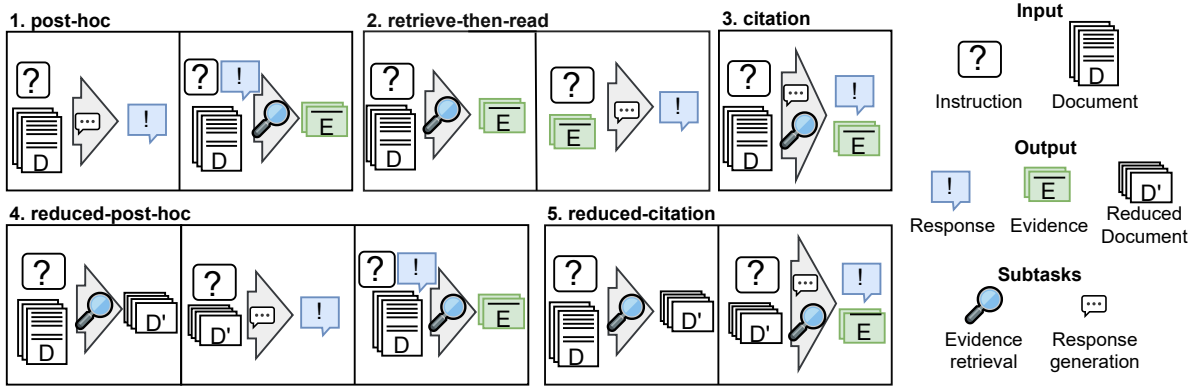 1. post-hoc
? D ! ? ! D E
2. retrieve-then-read
? D E ? E !
3. citation
? D ! E
4. reduced-post-hoc
? D D' ? D' ! ? ! D E
5. reduced-citation
? D D' ? D' ! E
Input
? D
Instruction Document
Output
! E D'
Response Evidence Reduced
Document
Subtasks
Evidence Response
retrieval generation